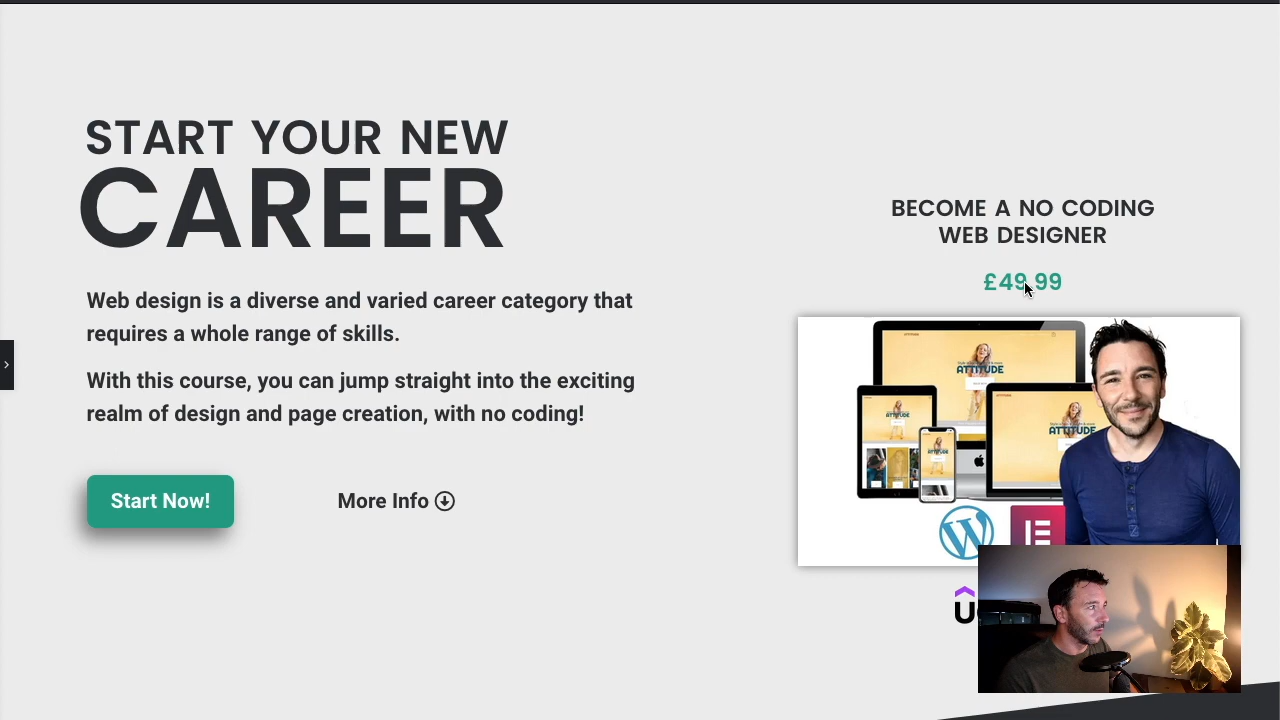 START YOUR NEW
CAREER
Web design is a diverse and varied career category that
requires a whole range of skills.
With this course, you can jump straight into the exciting
realm of design and page creation, with no coding!
Start Now!
More Info
BECOME A NO CODING
WEB DESIGNER
£49.99
ATTITUDE
ATTITUDE
ATTITUDE
ATTITUDE